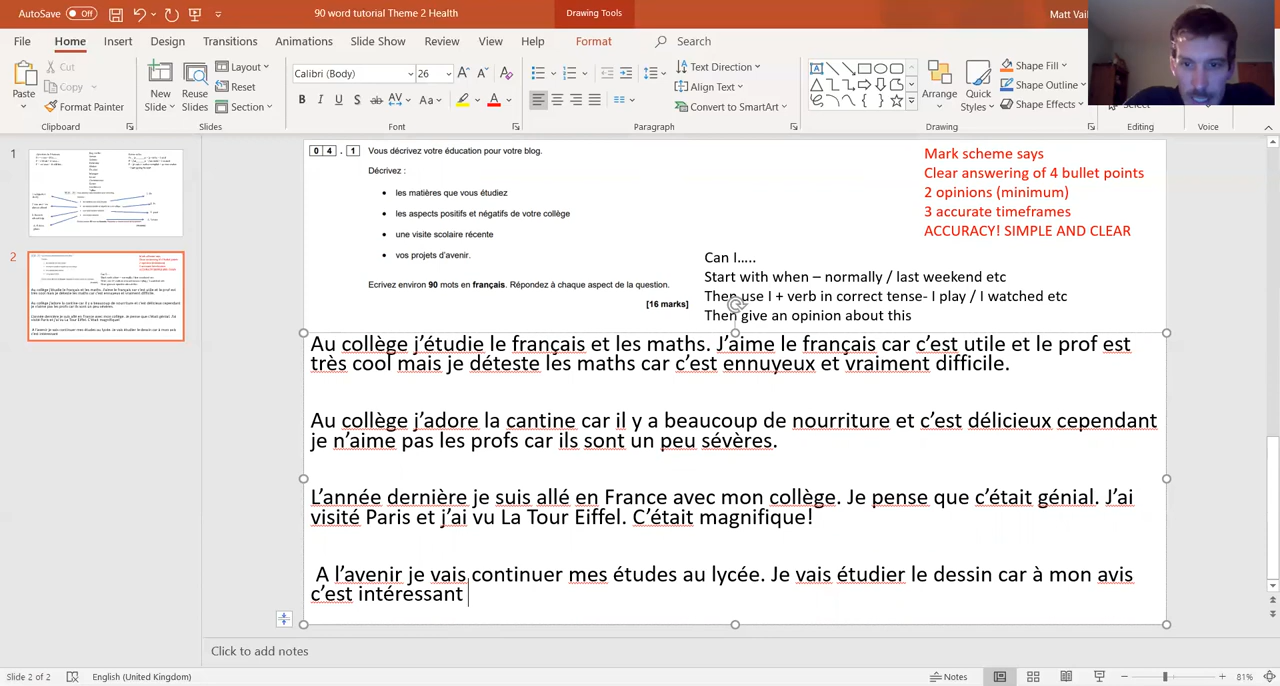 AutoSave Off
90 word tutorial Theme 2 Health
Drawing Tools
Matt Vail
File Home Insert Design Transitions Animations Slide Show Review View Help Format Search
Cut
Copy
Format Painter
Paste
Clipboard
New Slide
Reuse Slides
Layout
Reset
Section
Slides
Calibri (Body) 26
Font
Paragraph
Text Direction
Align Text
Convert to SmartArt
Arrange
Quick Styles
Shape Fill
Shape Outline
Shape Effects
Drawing
Editing
Voice
1
2
0 4 . 1 Vous décrivez votre éducation pour votre blog.
Décrivez :
• les matières que vous étudiez
• les aspects positifs et négatifs de votre collège
• une visite scolaire récente
• vos projets d'avenir.
Ecrivez environ 90 mots en français. Répondez à chaque aspect de la question.
[16 marks]
Mark scheme says
Clear answering of 4 bullet points
2 opinions (minimum)
3 accurate timeframes
ACCURACY! SIMPLE AND CLEAR
Can I…..
Start with when – normally / last weekend etc
Then use I + verb in correct tense- I play / I watched etc
Then give an opinion about this
Au collège j'étudie le français et les maths. J'aime le français car c'est utile et le prof est
très cool mais je déteste les maths car c'est ennuyeux et vraiment difficile.
Au collège j'adore la cantine car il y a beaucoup de nourriture et c'est délicieux cependant
je n'aime pas les profs car ils sont un peu sévères.
L'année dernière je suis allé en France avec mon collège. Je pense que c'était génial. J'ai
visité Paris et j'ai vu La Tour Eiffel. C'était magnifique!
A l'avenir je vais continuer mes études au lycée. Je vais étudier le dessin car à mon avis
c'est intéressant
Click to add notes
Slide 2 of 2
English (United Kingdom)
Notes
81%